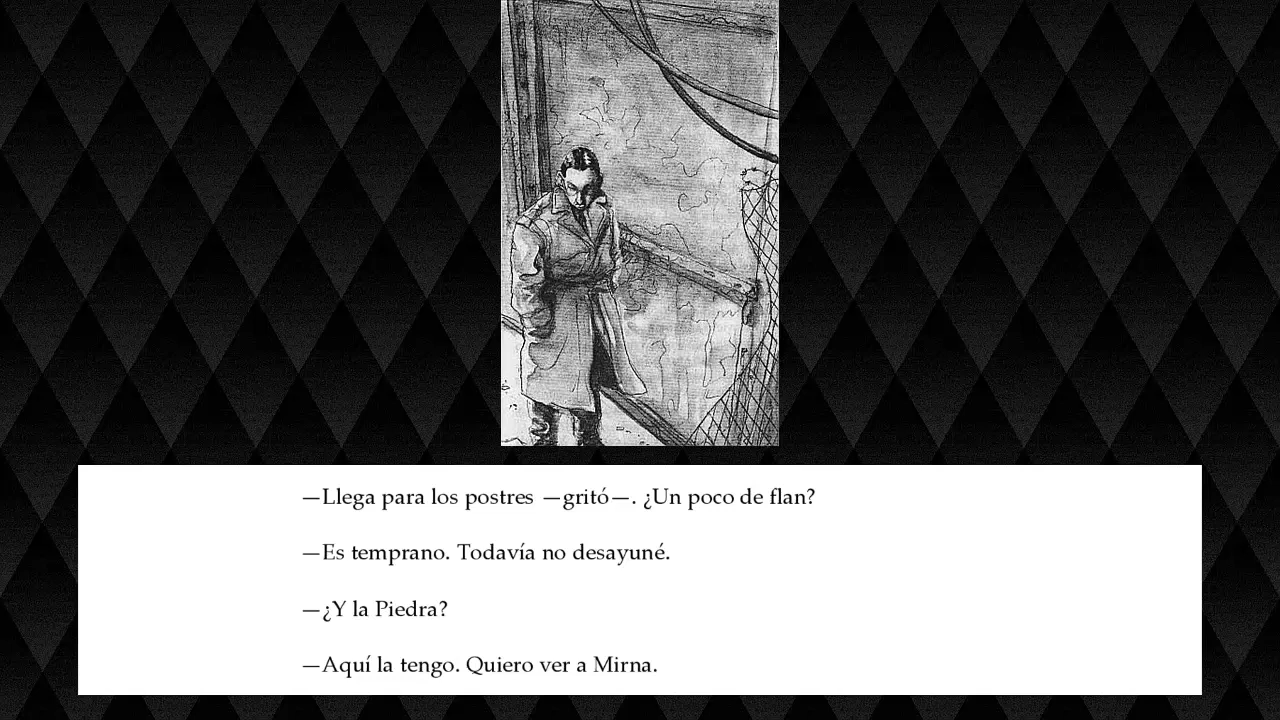 —Llega para los postres —gritó—. ¿Un poco de flan?
—Es temprano. Todavía no desayuné.
—¿Y la Piedra?
—Aquí la tengo. Quiero ver a Mirna.